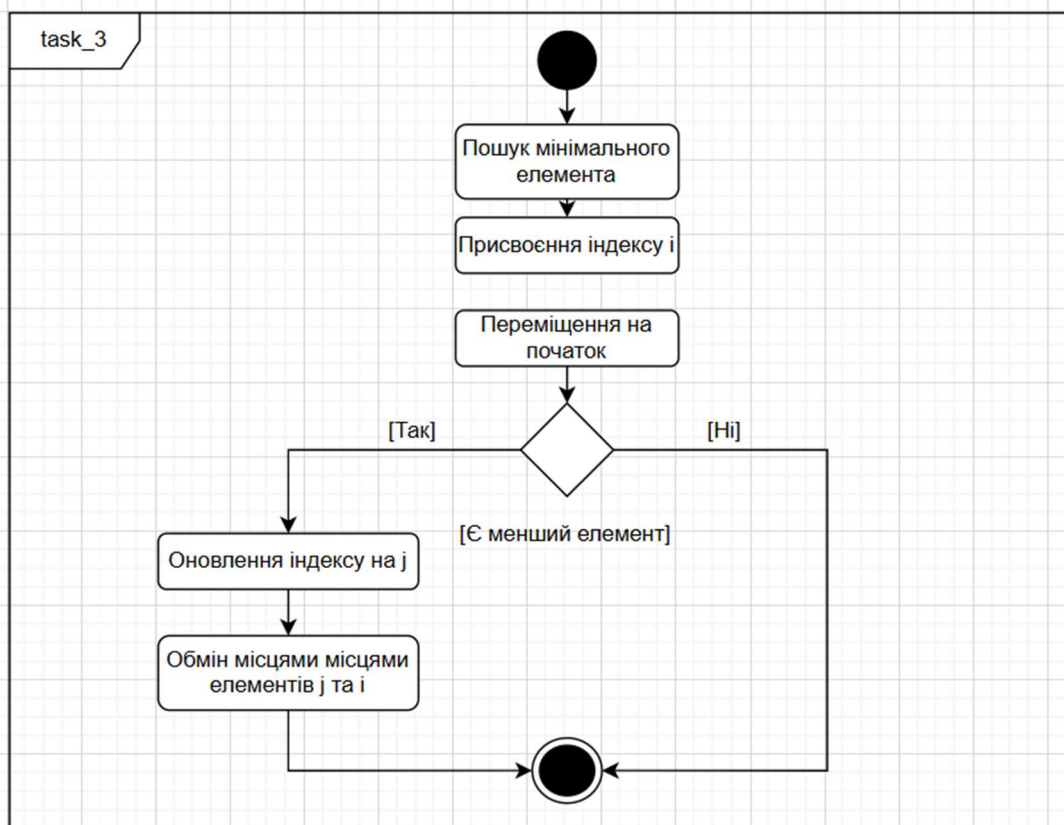 task_3
Пошук мінімального
елемента
Присвоєння індексу i
Переміщення на
початок
[Так]
[Ні]
[Є менший елемент]
Оновлення індексу на j
Обмін місцями місцями
елементів j та i